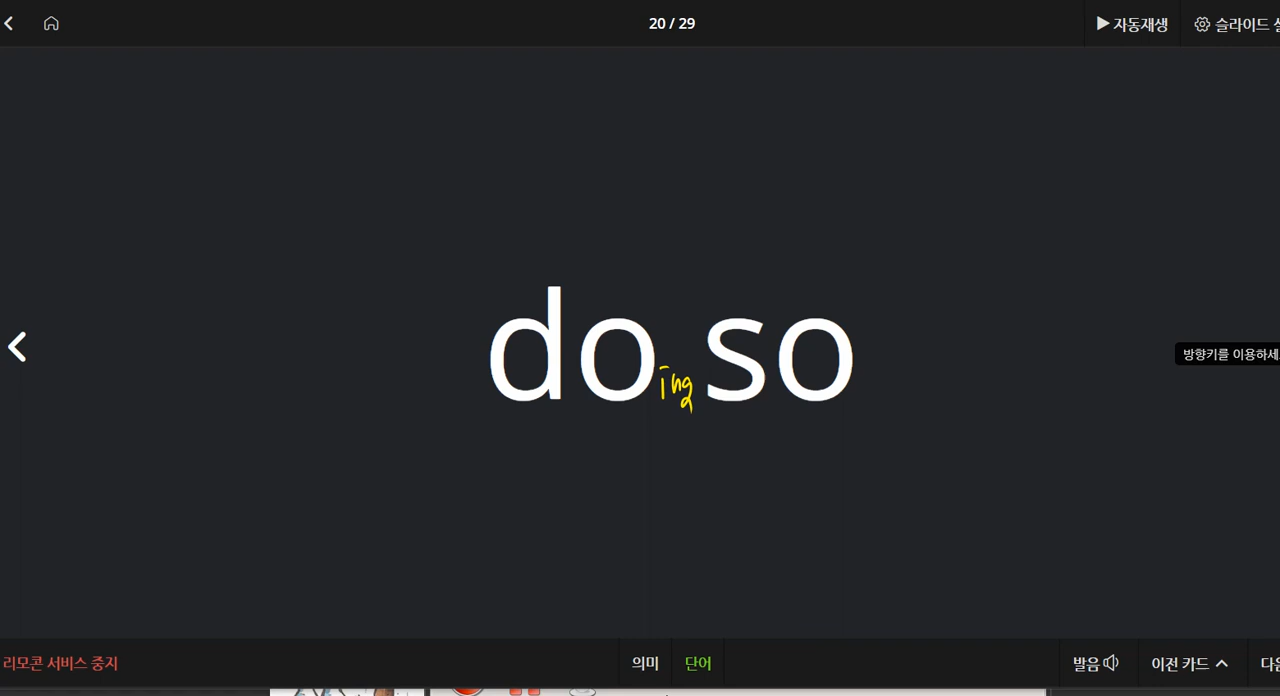 20 / 29
▶ 자동재생
슬라이드
do so
ing
방향키를 이용하세
리모콘 서비스 중지
의미
단어
발음
이전 카드
다음